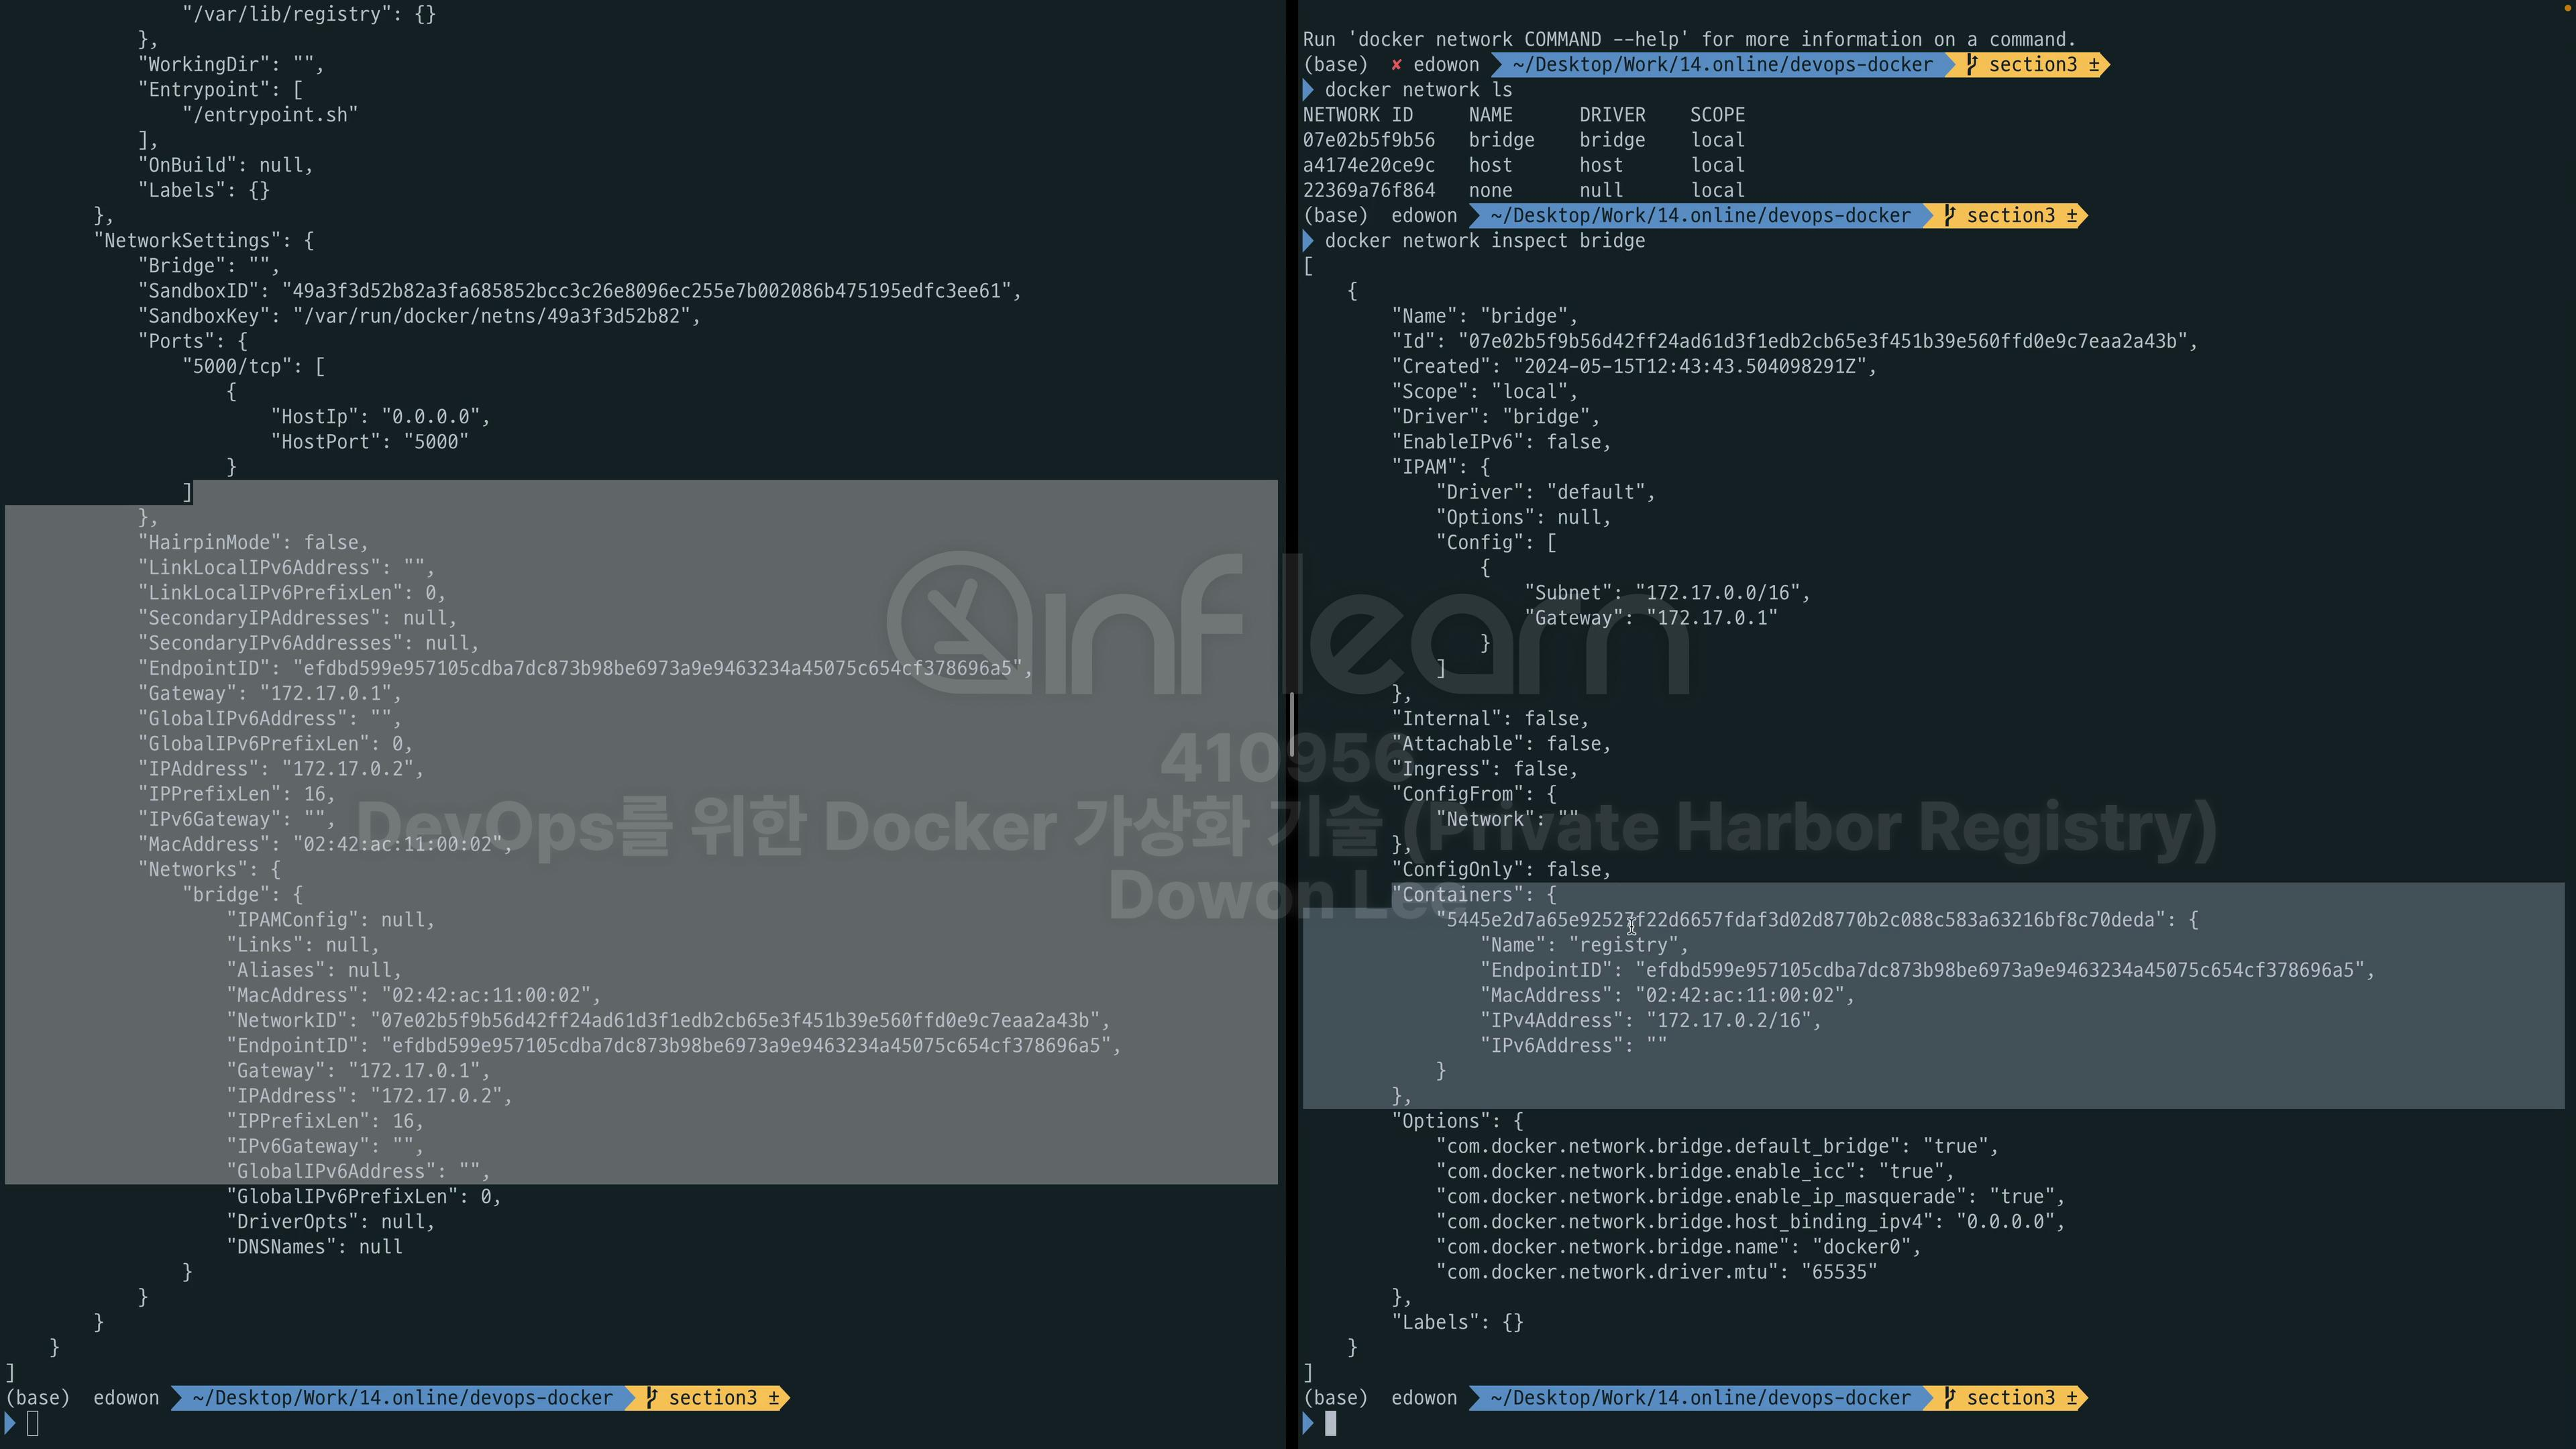 "/var/lib/registry": {}
},
"WorkingDir": "",
"Entrypoint": [
"/entrypoint.sh"
],
"OnBuild": null,
"Labels": {}
},
"NetworkSettings": {
"Bridge": "",
"SandboxID": "49a3f3d52b82a3fa685852bcc3c26e8096ec255e7b002086b475195edfc3ee61",
"SandboxKey": "/var/run/docker/netns/49a3f3d52b82",
"Ports": {
"5000/tcp": [
{
"HostIp": "0.0.0.0",
"HostPort": "5000"
}
]
},
"HairpinMode": false,
"LinkLocalIPv6Address": "",
"LinkLocalIPv6PrefixLen": 0,
"SecondaryIPAddresses": null,
"SecondaryIPv6Addresses": null,
"EndpointID": "efdbd599e957105cdba7dc873b98be6973a9e9463234a45075c654cf378696a5",
"Gateway": "172.17.0.1",
"GlobalIPv6Address": "",
"GlobalIPv6PrefixLen": 0,
"IPAddress": "172.17.0.2",
"IPPrefixLen": 16,
"IPv6Gateway": "",
"MacAddress": "02:42:ac:11:00:02",
"Networks": {
"bridge": {
"IPAMConfig": null,
"Links": null,
"Aliases": null,
"MacAddress": "02:42:ac:11:00:02",
"NetworkID": "07e02b5f9b56d42ff24ad61d3f1edb2cb65e3f451b39e560ffd0e9c7eaa2a43b",
"EndpointID": "efdbd599e957105cdba7dc873b98be6973a9e9463234a45075c654cf378696a5",
"Gateway": "172.17.0.1",
"IPAddress": "172.17.0.2",
"IPPrefixLen": 16,
"IPv6Gateway": "",
"GlobalIPv6Address": "",
"GlobalIPv6PrefixLen": 0,
"DriverOpts": null,
"DNSNames": null
}
}
}
}
]
(base) edowon ~/Desktop/Work/14.online/devops-docker section3 ±
Run 'docker network COMMAND --help' for more information on a command.
(base) ✘ edowon ~/Desktop/Work/14.online/devops-docker section3 ±
docker network ls
NETWORK ID NAME DRIVER SCOPE
07e02b5f9b56 bridge bridge local
a4174e20ce9c host host local
22369a76f864 none null local
(base) edowon ~/Desktop/Work/14.online/devops-docker section3 ±
docker network inspect bridge
[
{
"Name": "bridge",
"Id": "07e02b5f9b56d42ff24ad61d3f1edb2cb65e3f451b39e560ffd0e9c7eaa2a43b",
"Created": "2024-05-15T12:43:43.504098291Z",
"Scope": "local",
"Driver": "bridge",
"EnableIPv6": false,
"IPAM": {
"Driver": "default",
"Options": null,
"Config": [
{
"Subnet": "172.17.0.0/16",
"Gateway": "172.17.0.1"
}
]
},
"Internal": false,
"Attachable": false,
"Ingress": false,
"ConfigFrom": {
"Network": ""
},
"ConfigOnly": false,
"Containers": {
"5445e2d7a65e92527f22d6657fdaf3d02d8770b2c088c583a63216bf8c70deda": {
"Name": "registry",
"EndpointID": "efdbd599e957105cdba7dc873b98be6973a9e9463234a45075c654cf378696a5",
"MacAddress": "02:42:ac:11:00:02",
"IPv4Address": "172.17.0.2/16",
"IPv6Address": ""
}
},
"Options": {
"com.docker.network.bridge.default_bridge": "true",
"com.docker.network.bridge.enable_icc": "true",
"com.docker.network.bridge.enable_ip_masquerade": "true",
"com.docker.network.bridge.host_binding_ipv4": "0.0.0.0",
"com.docker.network.bridge.name": "docker0",
"com.docker.network.driver.mtu": "65535"
},
"Labels": {}
}
]
(base) edowon ~/Desktop/Work/14.online/devops-docker section3 ±
inflearn
410956
DevOps를 위한 Docker 가상화 기술 (Private Harbor Registry)
Dowon Lee